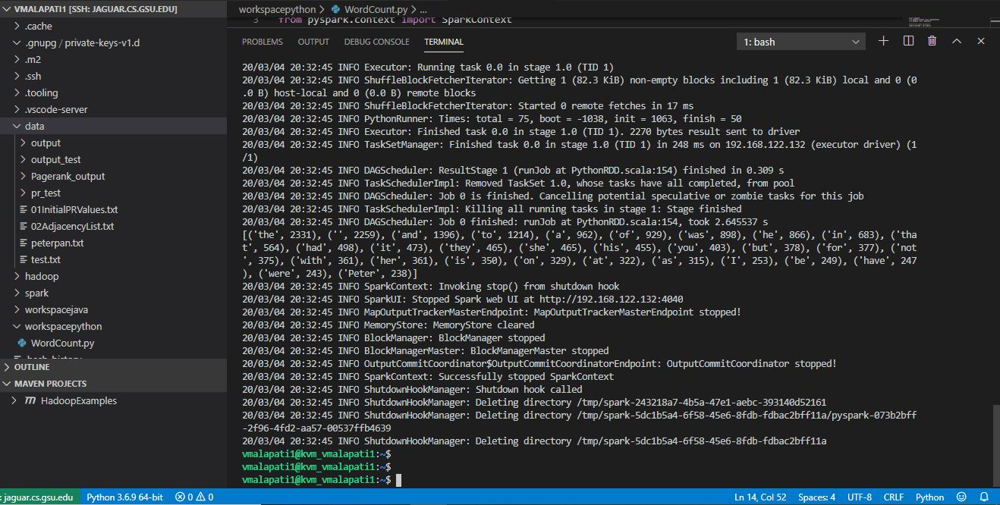 VMALAPATI1 [SSH: JAGUAR.CS.GSU.EDU]
.cache
.gnupg / private-keys-v1.d
.m2
.ssh
.tooling
.vscode-server
data
output
output_test
Pagerank_output
pr_test
01InitialPRValues.txt
02AdjacencyList.txt
peterpan.txt
test.txt
hadoop
spark
workspacejava
workspacepython
WordCount.py
OUTLINE
MAVEN PROJECTS
HadoopExamples
workspacepython > WordCount.py > ...
3 from pyspark.context import SparkContext
PROBLEMS OUTPUT DEBUG CONSOLE TERMINAL 1: bash
20/03/04 20:32:45 INFO Executor: Running task 0.0 in stage 1.0 (TID 1)
20/03/04 20:32:45 INFO ShuffleBlockFetcherIterator: Getting 1 (82.3 KiB) non-empty blocks including 1 (82.3 KiB) local and 0 (0
.0 B) host-local and 0 (0.0 B) remote blocks
20/03/04 20:32:45 INFO ShuffleBlockFetcherIterator: Started 0 remote fetches in 17 ms
20/03/04 20:32:45 INFO PythonRunner: Times: total = 75, boot = -1038, init = 1063, finish = 50
20/03/04 20:32:45 INFO Executor: Finished task 0.0 in stage 1.0 (TID 1). 2270 bytes result sent to driver
20/03/04 20:32:45 INFO TaskSetManager: Finished task 0.0 in stage 1.0 (TID 1) in 248 ms on 192.168.122.132 (executor driver) (1
/1)
20/03/04 20:32:45 INFO DAGScheduler: ResultStage 1 (runJob at PythonRDD.scala:154) finished in 0.309 s
20/03/04 20:32:45 INFO TaskSchedulerImpl: Removed TaskSet 1.0, whose tasks have all completed, from pool
20/03/04 20:32:45 INFO DAGScheduler: Job 0 is finished. Cancelling potential speculative or zombie tasks for this job
20/03/04 20:32:45 INFO TaskSchedulerImpl: Killing all running tasks in stage 1: Stage finished
20/03/04 20:32:45 INFO DAGScheduler: Job 0 finished: runJob at PythonRDD.scala:154, took 2.645537 s
[('the', 2331), ('', 2259), ('and', 1396), ('to', 1214), ('a', 962), ('of', 929), ('was', 898), ('he', 866), ('in', 683), ('tha
t', 564), ('had', 498), ('it', 473), ('they', 465), ('she', 465), ('his', 455), ('you', 403), ('but', 378), ('for', 377), ('not
', 375), ('with', 361), ('her', 361), ('is', 350), ('on', 329), ('at', 322), ('as', 315), ('I', 253), ('be', 249), ('have', 247
), ('were', 243), ('Peter', 238)]
20/03/04 20:32:45 INFO SparkContext: Invoking stop() from shutdown hook
20/03/04 20:32:45 INFO SparkUI: Stopped Spark web UI at http://192.168.122.132:4040
20/03/04 20:32:45 INFO MapOutputTrackerMasterEndpoint: MapOutputTrackerMasterEndpoint stopped!
20/03/04 20:32:45 INFO MemoryStore: MemoryStore cleared
20/03/04 20:32:45 INFO BlockManager: BlockManager stopped
20/03/04 20:32:45 INFO BlockManagerMaster: BlockManagerMaster stopped
20/03/04 20:32:45 INFO OutputCommitCoordinator$OutputCommitCoordinatorEndpoint: OutputCommitCoordinator stopped!
20/03/04 20:32:45 INFO SparkContext: Successfully stopped SparkContext
20/03/04 20:32:45 INFO ShutdownHookManager: Shutdown hook called
20/03/04 20:32:45 INFO ShutdownHookManager: Deleting directory /tmp/spark-243218a7-4b5a-47e1-aebc-393140d52161
20/03/04 20:32:45 INFO ShutdownHookManager: Deleting directory /tmp/spark-5dc1b5a4-6f58-45e6-8fdb-fdbac2bff11a/pyspark-073b2bff
-2f96-4fd2-aa57-00537ffb4639
20/03/04 20:32:45 INFO ShutdownHookManager: Deleting directory /tmp/spark-5dc1b5a4-6f58-45e6-8fdb-fdbac2bff11a
vmalapati1@kvm_vmalapati1:~$
vmalapati1@kvm_vmalapati1:~$
vmalapati1@kvm_vmalapati1:~$
: jaguar.cs.gsu.edu Python 3.6.9 64-bit 0 0 Ln 14, Col 52 Spaces: 4 UTF-8 CRLF Python